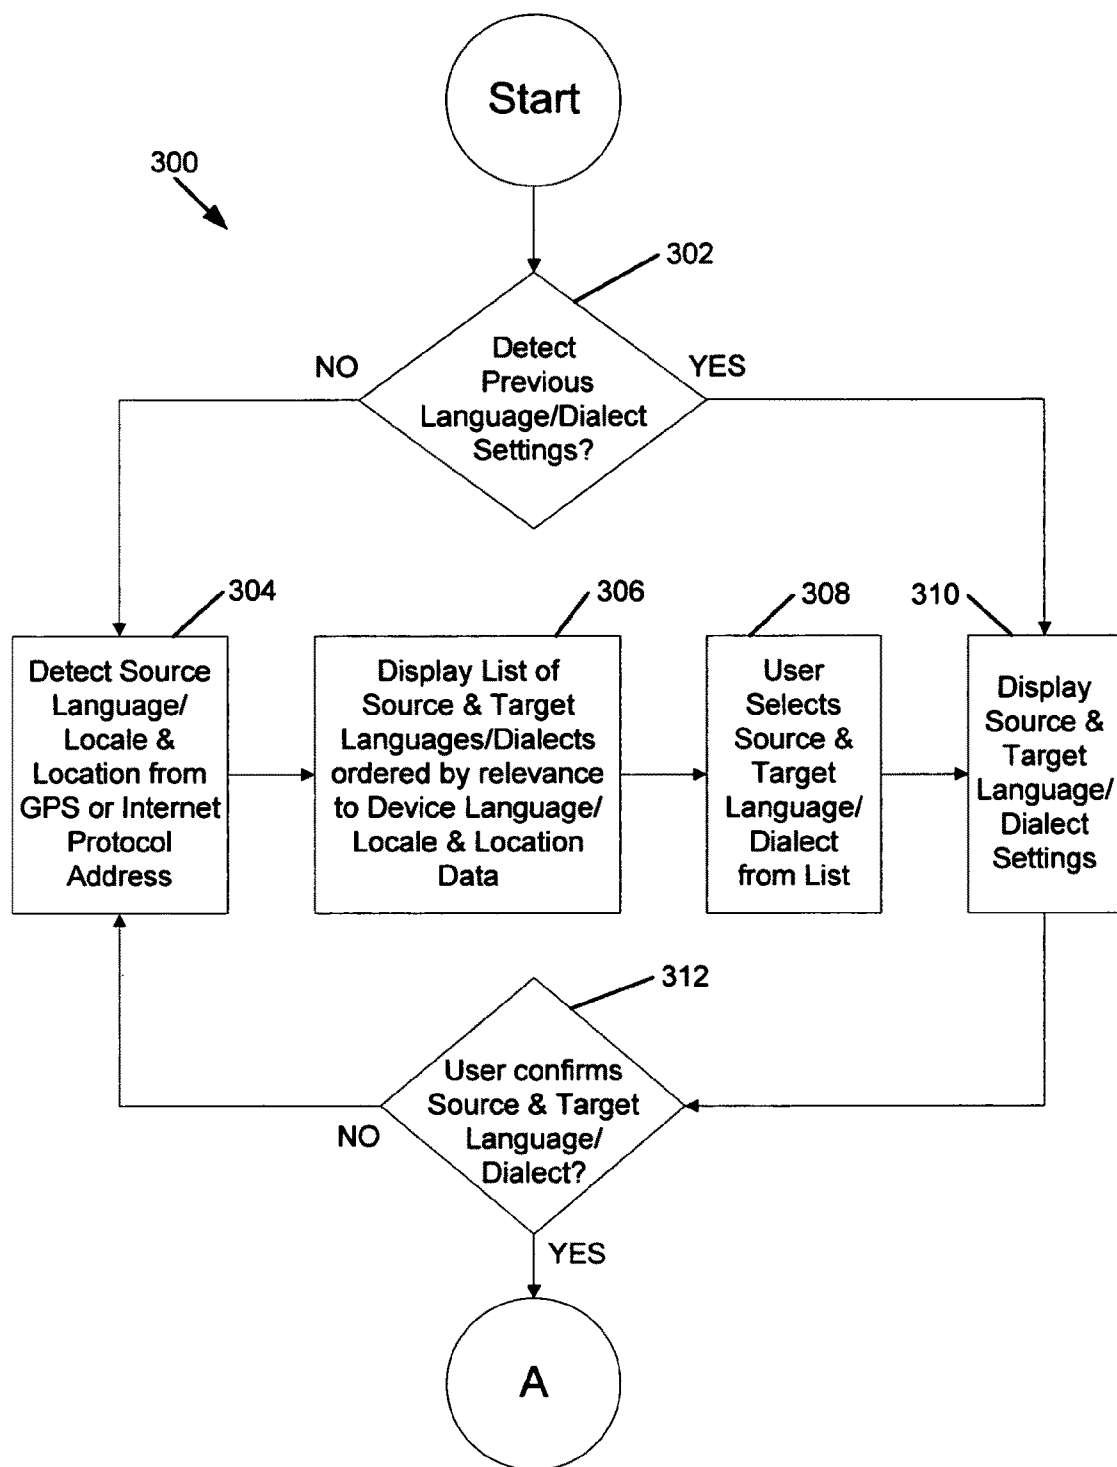 Start
300
302
Detect
Previous
Language/Dialect
Settings?
NO
YES
304
Detect Source
Language/
Locale &
Location from
GPS or Internet
Protocol
Address
306
Display List of
Source & Target
Languages/Dialects
ordered by relevance
to Device Language/
Locale & Location
Data
308
User
Selects
Source &
Target
Language/
Dialect
from List
310
Display
Source &
Target
Language/
Dialect
Settings
312
User confirms
Source & Target
Language/
Dialect?
NO
YES
A